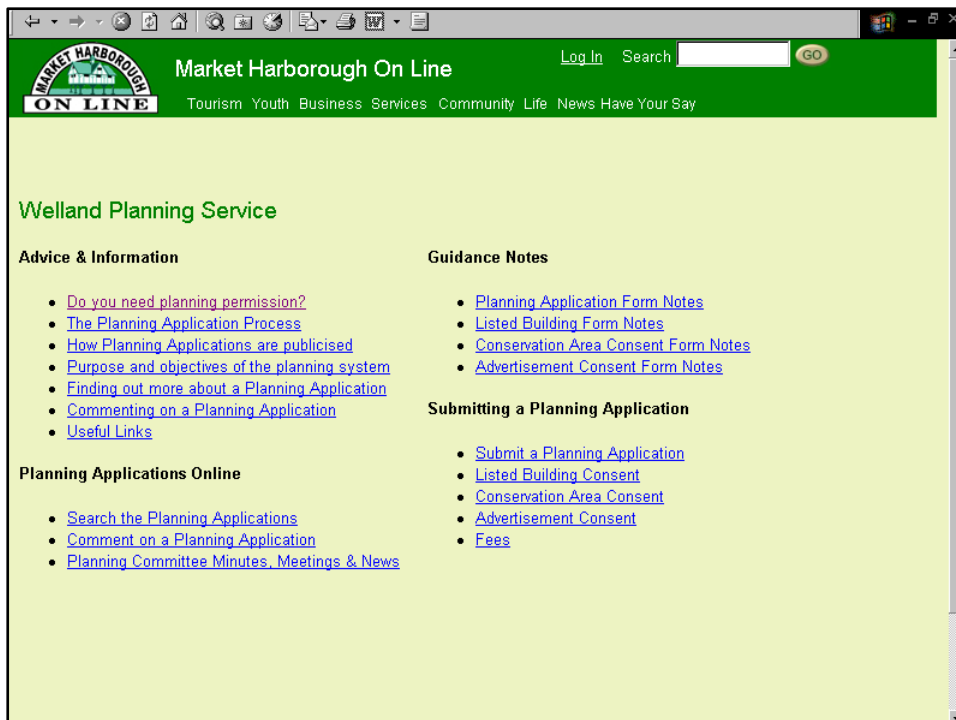 MARKET HARBOROUGH
ON LINE
Market Harborough On Line
Log In Search GO
Tourism Youth Business Services Community Life News Have Your Say
Welland Planning Service
Advice & Information
Do you need planning permission?
The Planning Application Process
How Planning Applications are publicised
Purpose and objectives of the planning system
Finding out more about a Planning Application
Commenting on a Planning Application
Useful Links
Planning Applications Online
Search the Planning Applications
Comment on a Planning Application
Planning Committee Minutes, Meetings & News
Guidance Notes
Planning Application Form Notes
Listed Building Form Notes
Conservation Area Consent Form Notes
Advertisement Consent Form Notes
Submitting a Planning Application
Submit a Planning Application
Listed Building Consent
Conservation Area Consent
Advertisement Consent
Fees